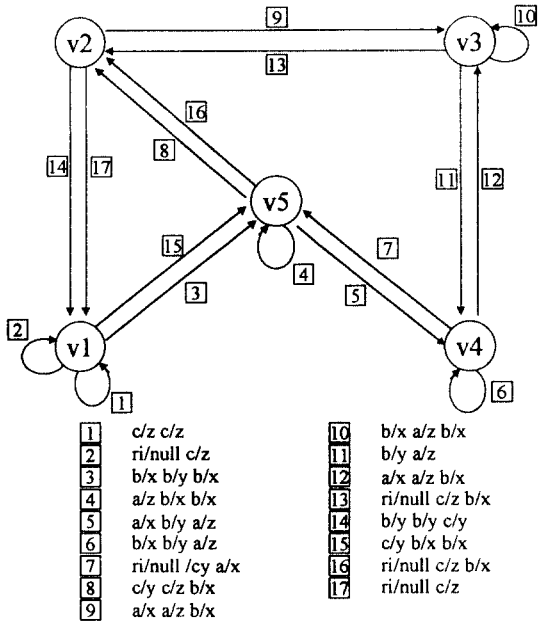 9
v2
v3
10
13
16
8
14
17
11
12
v5
15
7
3
4
5
2
v1
v4
1
6
1 c/z c/z
2 ri/null c/z
3 b/x b/y b/x
4 a/z b/x b/x
5 a/x b/y a/z
6 b/x b/y a/z
7 ri/null /cy a/x
8 c/y c/z b/x
9 a/x a/z b/x
10 b/x a/z b/x
11 b/y a/z
12 a/x a/z b/x
13 ri/null c/z b/x
14 b/y b/y c/y
15 c/y b/x b/x
16 ri/null c/z b/x
17 ri/null c/z